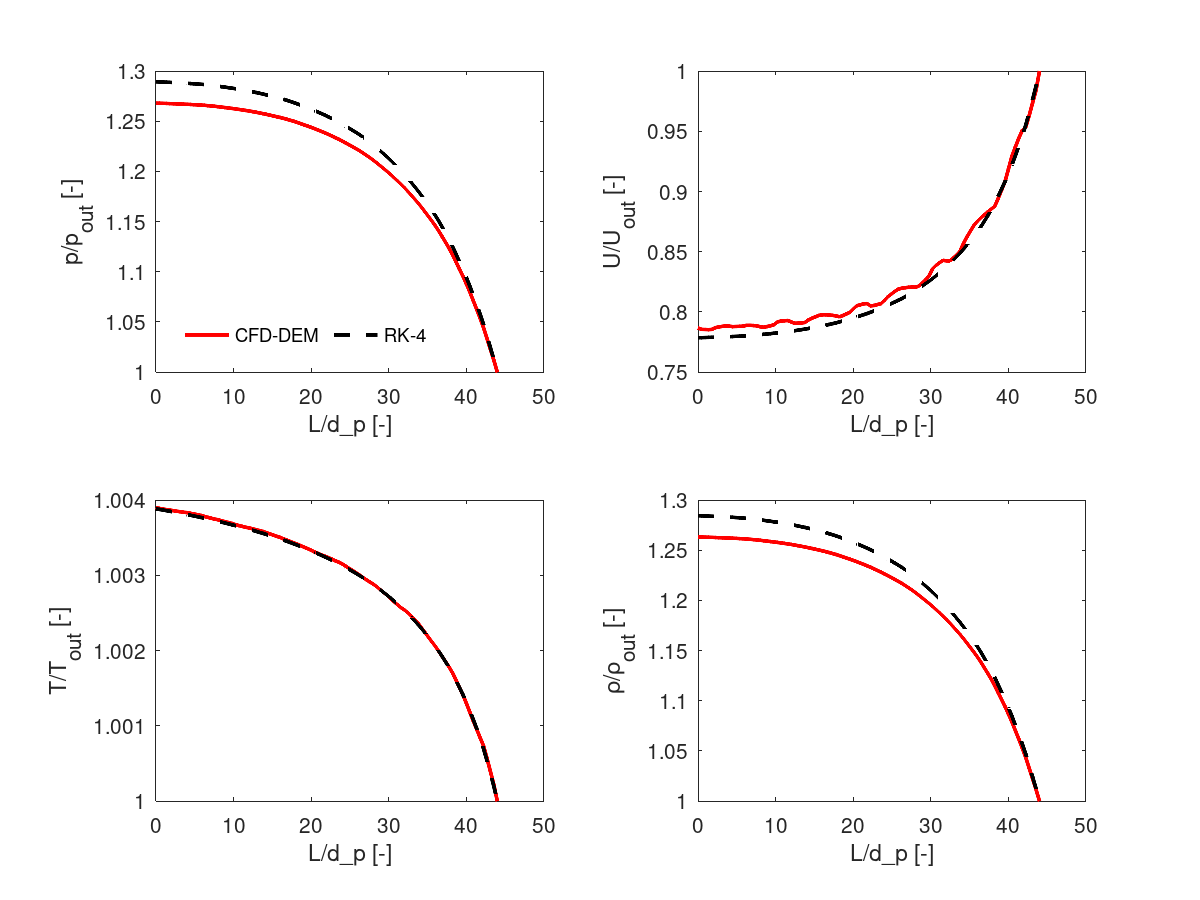 1.3
1.25
1.2
1.15
1.1
1.05
1
p/p_out [-]
CFD-DEM
RK-4
0 10 20 30 40 50
L/d_p [-]
1
0.95
0.9
0.85
0.8
0.75
U/U_out [-]
0 10 20 30 40 50
L/d_p [-]
1.004
1.003
1.002
1.001
1
T/T_out [-]
0 10 20 30 40 50
L/d_p [-]
1.3
1.25
1.2
1.15
1.1
1.05
1
ρ/ρ_out [-]
0 10 20 30 40 50
L/d_p [-]